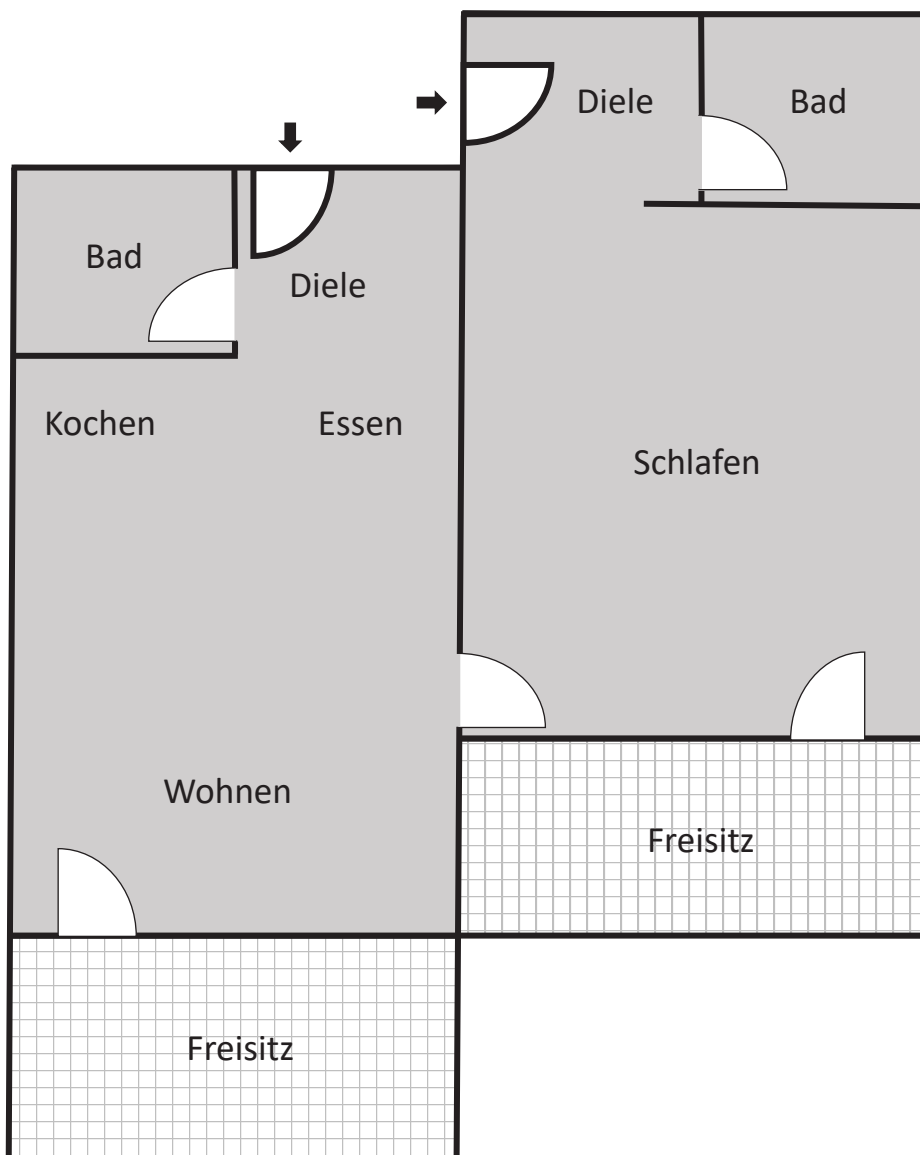 Diele
Bad
Bad
Diele
Kochen
Essen
Schlafen
Wohnen
Freisitz
Freisitz